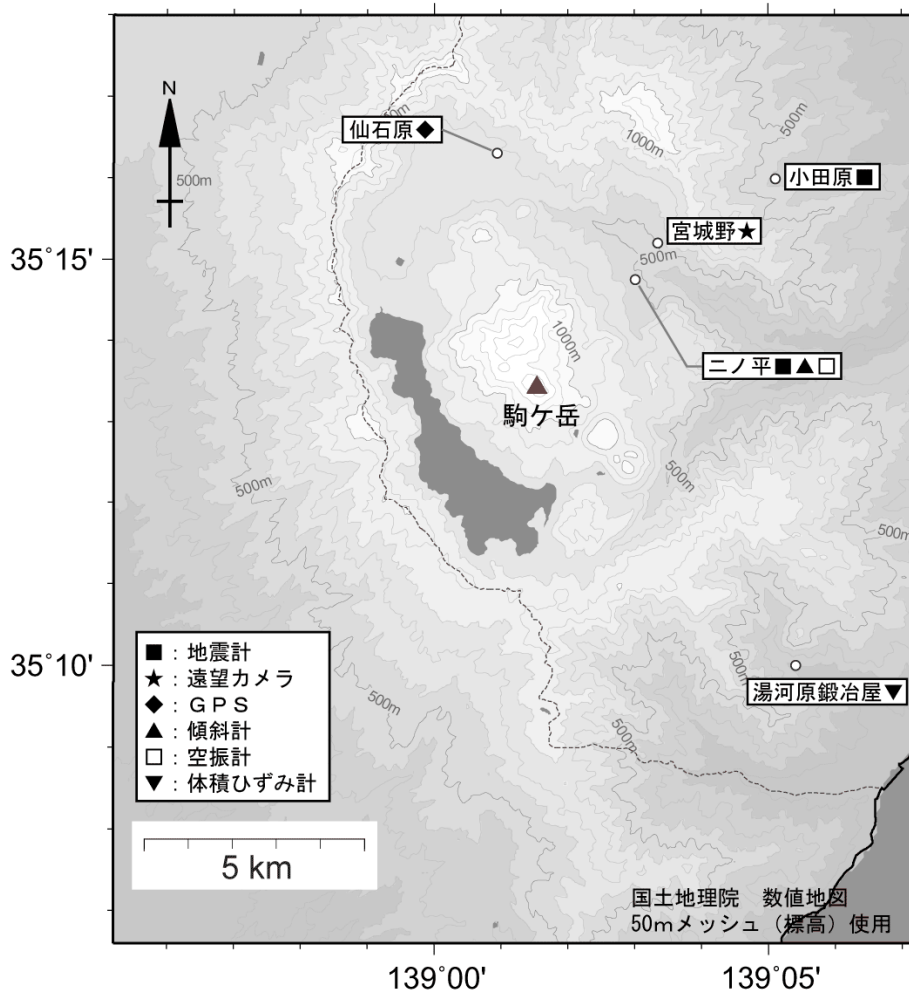 N
仙石原◆
1000m
500m
小田原■
500m
宮城野★
500m
35°15'
1000m
二ノ平■▲□
駒ケ岳
500m
500m
500m
35°10'
500m
湯河原鍛冶屋▼
500m
500m
■：地震計
★：遠望カメラ
◆：ＧＰＳ
▲：傾斜計
□：空振計
▼：体積ひずみ計
5 km
国土地理院　数値地図
50mメッシュ（標高）使用
139°00'
139°05'